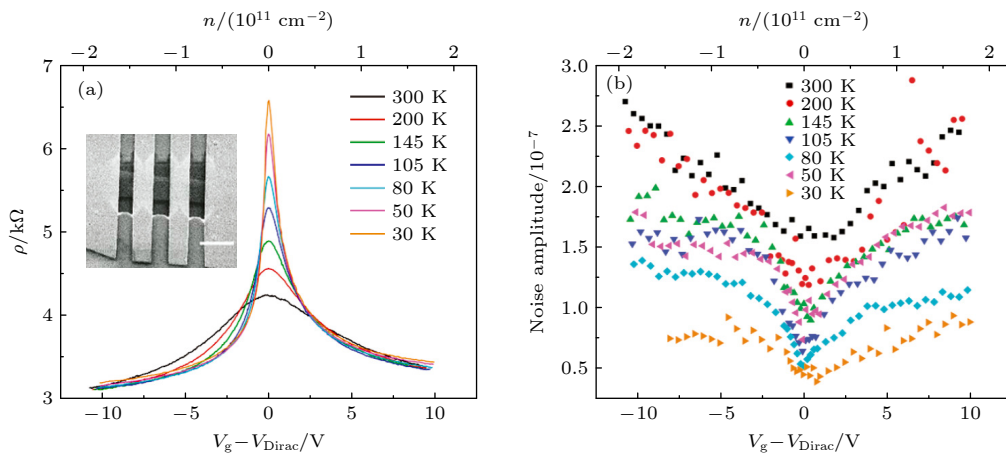 n/(10¹¹ cm⁻²)
−2 −1 0 1 2
7
6
5
4
3
ρ/kΩ
(a)
300 K
200 K
145 K
105 K
80 K
50 K
30 K
−10 −5 0 5 10
V_g−V_Dirac/V
n/(10¹¹ cm⁻²)
−2 −1 0 1 2
3.0
2.5
2.0
1.5
1.0
0.5
Noise amplitude/10⁻⁷
(b)
300 K
200 K
145 K
105 K
80 K
50 K
30 K
−10 −5 0 5 10
V_g−V_Dirac/V